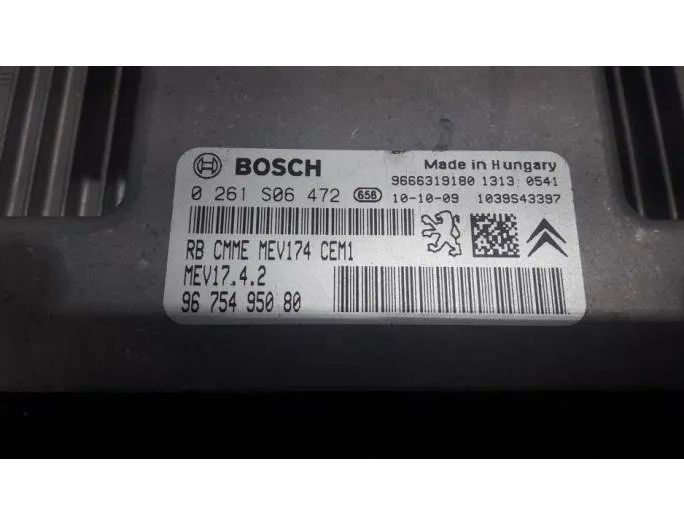 BOSCH
Made in Hungary
9666319180 1313 0541
0 261 S06 472 658 10-10-09 1039S43397
RB CMME MEV174 CEM1
MEV17.4.2
96 754 950 80